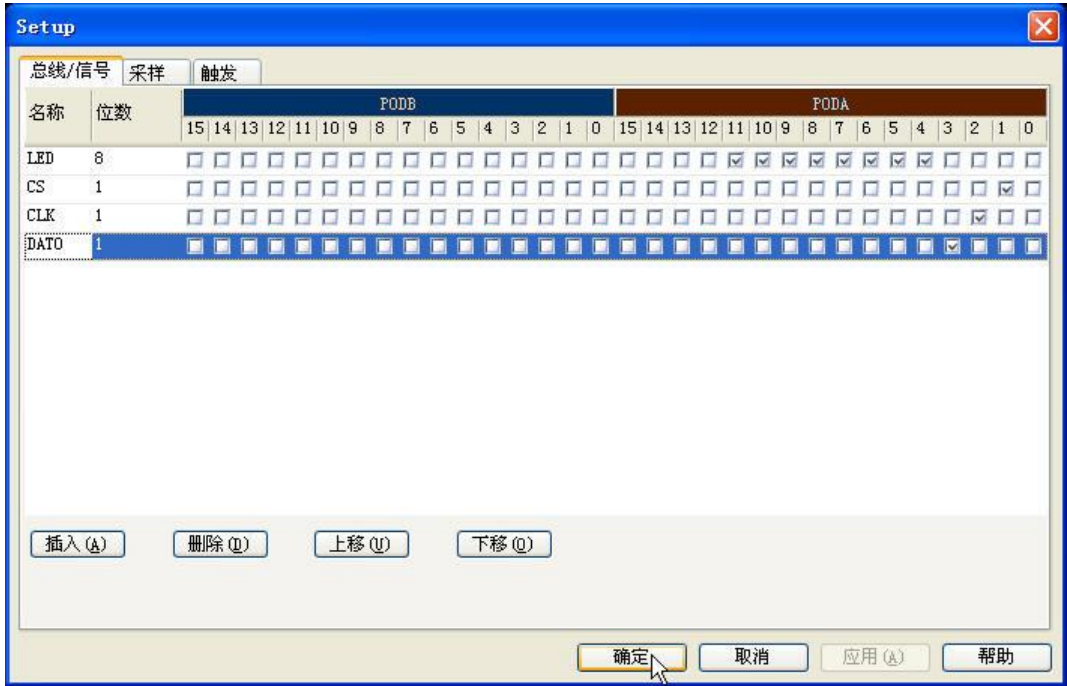 Setup
总线/信号 采样 触发
名称 位数 PODB PODA
15 14 13 12 11 10 9 8 7 6 5 4 3 2 1 0 15 14 13 12 11 10 9 8 7 6 5 4 3 2 1 0
LED 8
CS 1
CLK 1
DATO 1
插入(A) 删除(D) 上移(U) 下移(O)
确定 取消 应用(A) 帮助